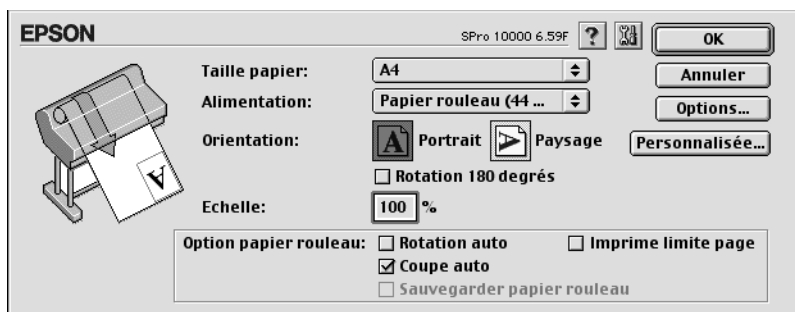 EPSON
SPro 10000 6.59F ? OK
Taille papier: A4 Annuler
Alimentation: Papier rouleau (44 ... Options...
Orientation: A Portrait A Paysage Personnalisée...
A
Rotation 180 degrés
Echelle: 100 %
Option papier rouleau: Rotation auto Imprime limite page
Coupe auto
Sauvegarder papier rouleau